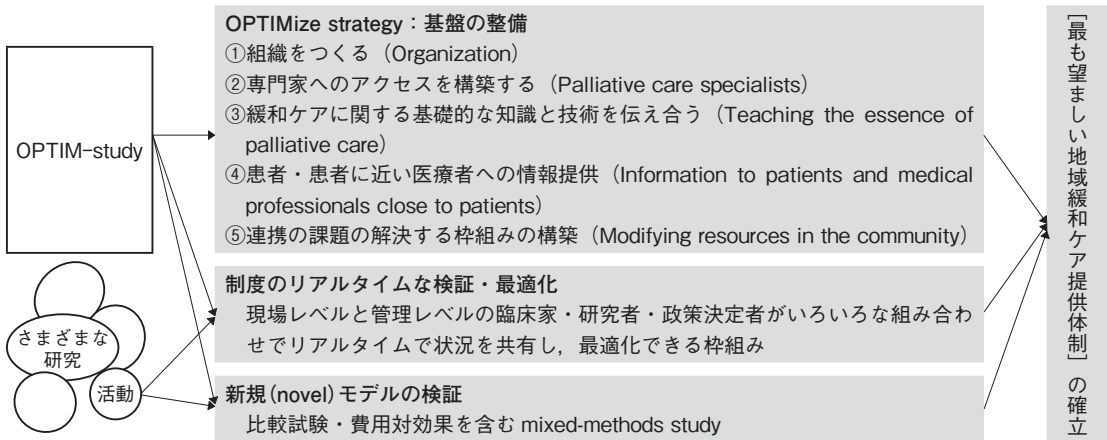 OPTIM-study
さまざまな
研究
活動
OPTIMize strategy：基盤の整備
①組織をつくる（Organization）
②専門家へのアクセスを構築する（Palliative care specialists）
③緩和ケアに関する基礎的な知識と技術を伝え合う（Teaching the essence of
palliative care）
④患者・患者に近い医療者への情報提供（Information to patients and medical
professionals close to patients）
⑤連携の課題の解決する枠組みの構築（Modifying resources in the community）
制度のリアルタイムな検証・最適化
現場レベルと管理レベルの臨床家・研究者・政策決定者がいろいろな組み合わ
せでリアルタイムで状況を共有し，最適化できる枠組み
新規(novel)モデルの検証
比較試験・費用対効果を含む mixed-methods study
［最も望ましい地域緩和ケア提供体制］の確立